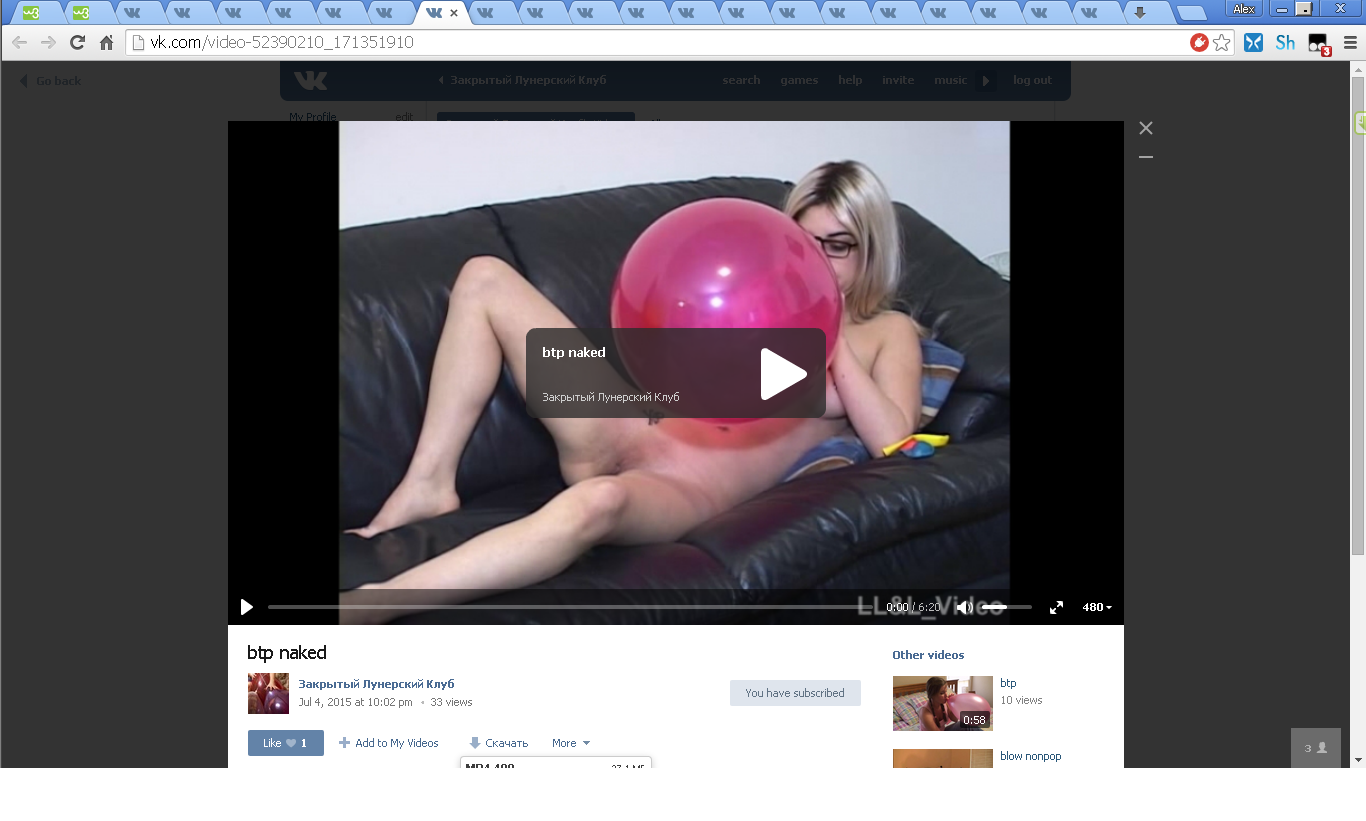 Alex
vk.com/video-52390210_171351910
Sh
3
Go back
Закрытый Лунерский Клуб
search
games
help
invite
music
log out
My Profile
edit
btp naked
Закрытый Лунерский Клуб
LL&L_Video
0:00 / 6:20
480
btp naked
Закрытый Лунерский Клуб
Jul 4, 2015 at 10:02 pm • 33 views
You have subscribed
Like 1
Add to My Videos
Скачать
More
Other videos
btp
10 views
0:58
blow nonpop
3